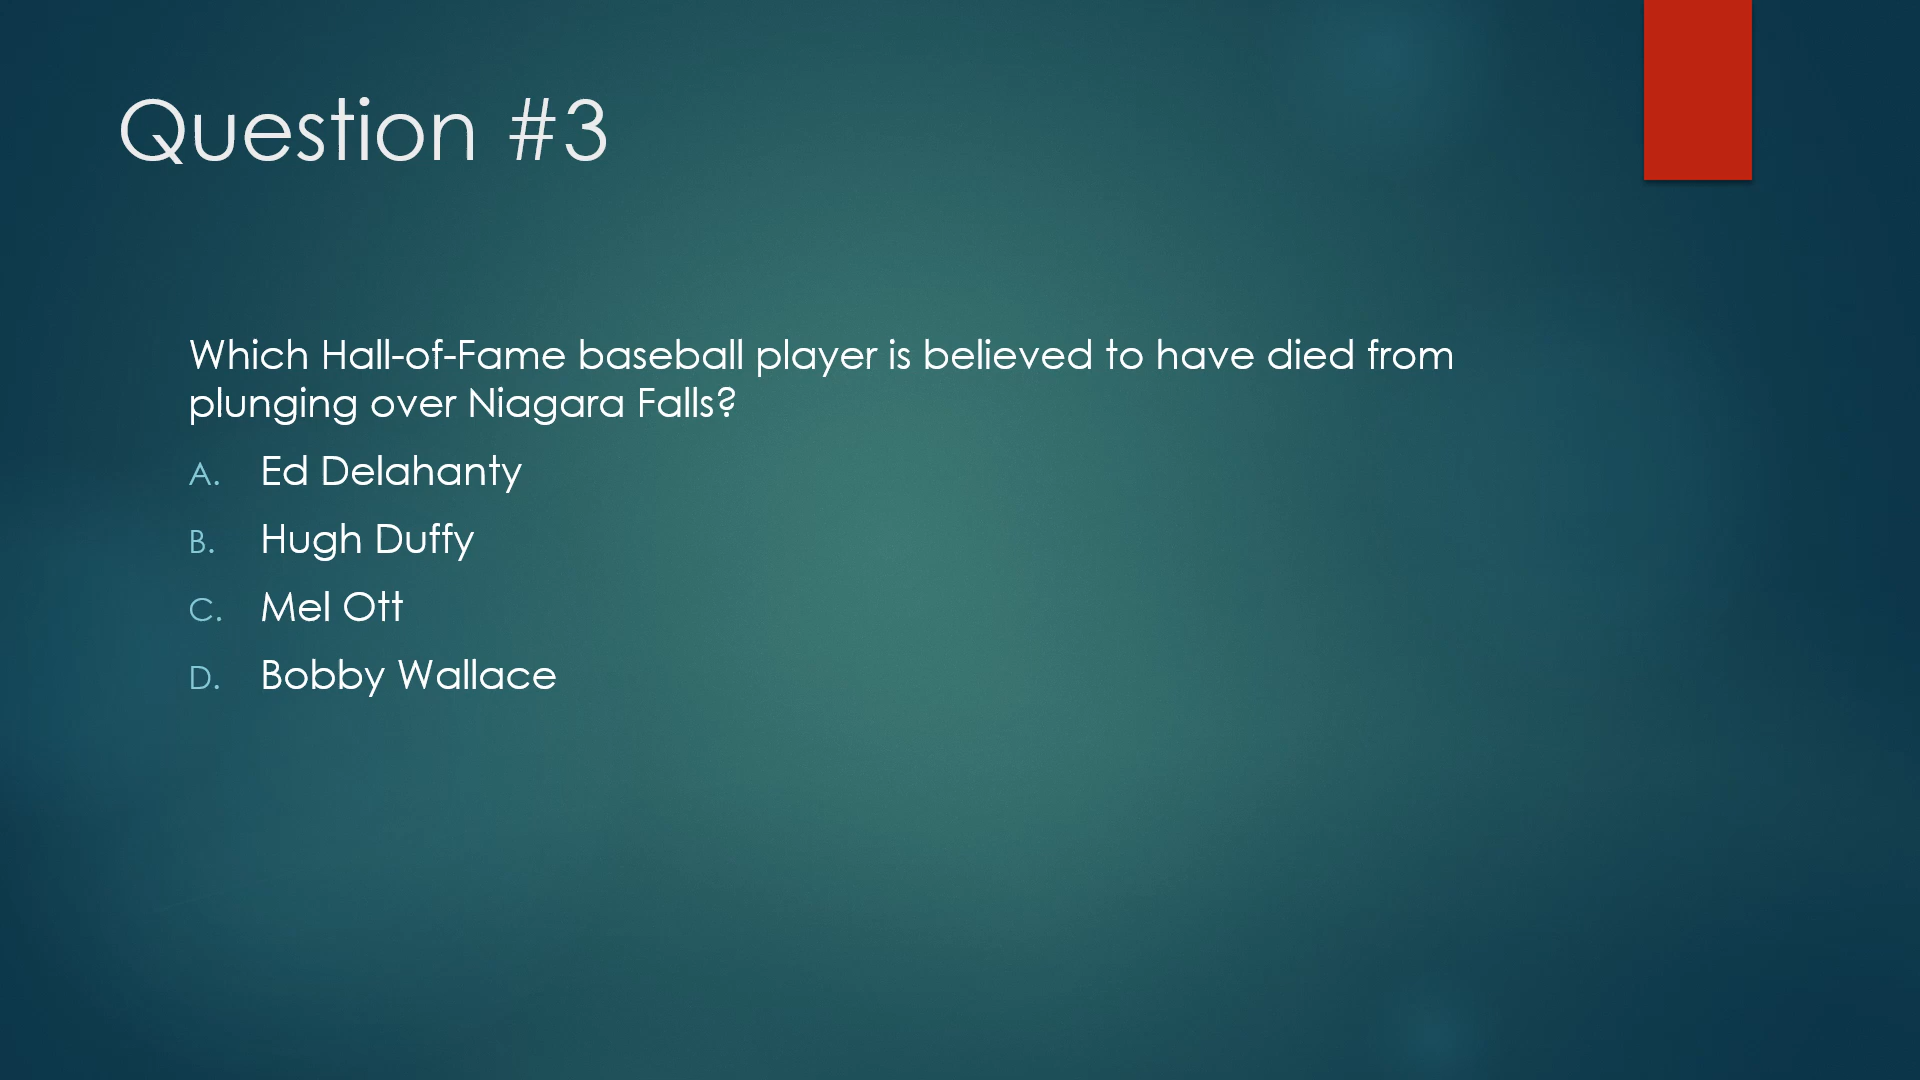 Question #3
Which Hall-of-Fame baseball player is believed to have died from
plunging over Niagara Falls?
A. Ed Delahanty
B. Hugh Duffy
C. Mel Ott
D. Bobby Wallace